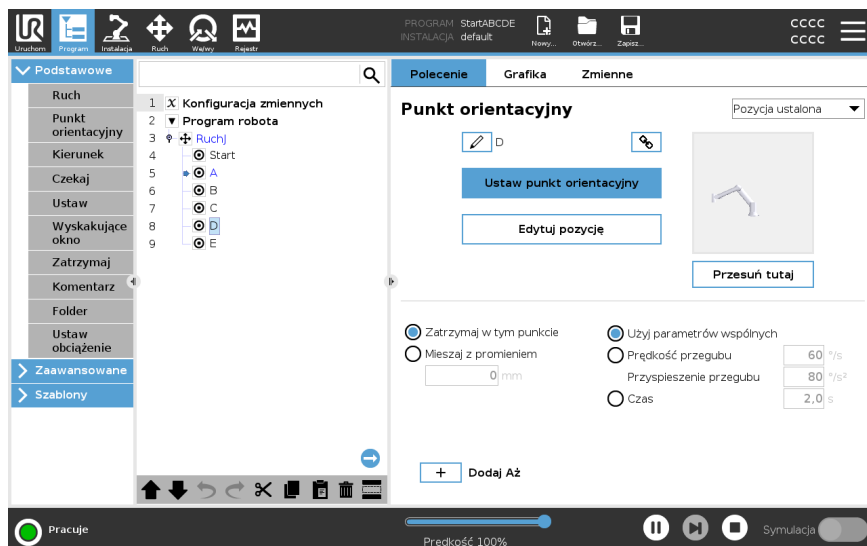 UR
PROGRAM StartABCDE
INSTALACJA default
CCCC
CCCC
Uruchom Program Instalacja Ruch We/wy Rejestr
Nowy... Otwórz... Zapisz...
Podstawowe
Ruch
Punkt
orientacyjny
Kierunek
Czekaj
Ustaw
Wyskakujące
okno
Zatrzymaj
Komentarz
Folder
Ustaw
obciążenie
Zaawansowane
Szablony
1 X Konfiguracja zmiennych
2 Program robota
3 RuchJ
4 Start
5 A
6 B
7 C
8 D
9 E
Polecenie Grafika Zmienne
Punkt orientacyjny
Pozycja ustalona
D
Ustaw punkt orientacyjny
Edytuj pozycję
Przesuń tutaj
Zatrzymaj w tym punkcie
Mieszaj z promieniem
0 mm
Użyj parametrów wspólnych
Prędkość przegubu 60 °/s
Przyspieszenie przegubu 80 °/s²
Czas 2,0 s
+ Dodaj Aż
Pracuje
Prędkość 100%
Symulacja